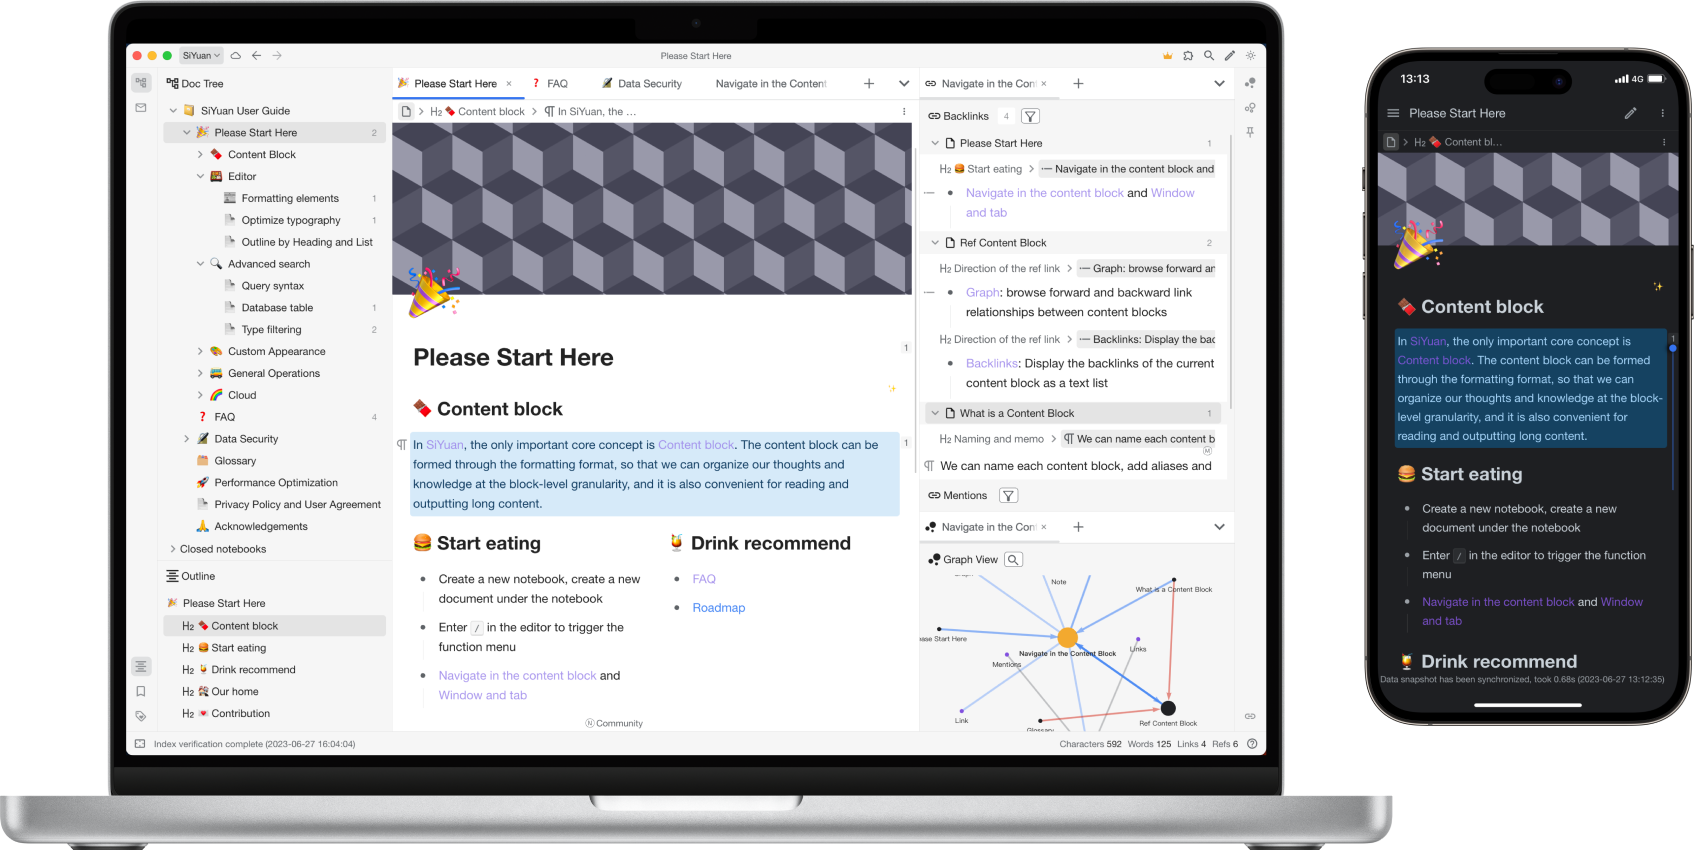 SiYuan
Please Start Here
Doc Tree
SiYuan User Guide
Please Start Here 2
Content Block
Editor
Formatting elements 1
Optimize typography 1
Outline by Heading and List
Advanced search
Query syntax
Database table 1
Type filtering 2
Custom Appearance
General Operations
Cloud
FAQ 4
Data Security
Glossary
Performance Optimization
Privacy Policy and User Agreement
Acknowledgements
Closed notebooks
Outline
Please Start Here
H2 Content block
H2 Start eating
H2 Drink recommend
H2 Our home
H2 Contribution
Please Start Here × FAQ Data Security Navigate in the Content
H2 Content block > In SiYuan, the ...
Please Start Here
1
Content block
In SiYuan, the only important core concept is Content block. The content block can be
1
formed through the formatting format, so that we can organize our thoughts and
knowledge at the block-level granularity, and it is also convenient for reading and
outputting long content.
Start eating
Create a new notebook, create a new
document under the notebook
Enter / in the editor to trigger the
function menu
Navigate in the content block and
Window and tab
Drink recommend
FAQ
Roadmap
N Community
Navigate in the Con ×
Backlinks 4
Please Start Here 1
H2 Start eating > Navigate in the content block and
Navigate in the content block and Window
and tab
Ref Content Block 2
H2 Direction of the ref link > Graph: browse forward an
Graph: browse forward and backward link
relationships between content blocks
H2 Direction of the ref link > Backlinks: Display the bac
Backlinks: Display the backlinks of the current
content block as a text list
What is a Content Block 1
H2 Naming and memo > We can name each content b
M
We can name each content block, add aliases and
Mentions
Navigate in the Con ×
Graph View
Graph
Note
What is a Content Block
ease Start Here
Navigate in the Content Block
Links
Mentions
Link
Ref Content Block
Glossary
Index verification complete (2023-06-27 16:04:04)
Characters 592 Words 125 Links 4 Refs 6
13:13 4G
Please Start Here
H2 Content bl...
Content block
In SiYuan, the only important core concept is
1
Content block. The content block can be formed
through the formatting format, so that we can
organize our thoughts and knowledge at the block-
level granularity, and it is also convenient for
reading and outputting long content.
Start eating
Create a new notebook, create a new
document under the notebook
Enter / in the editor to trigger the function
menu
Navigate in the content block and Window
and tab
Drink recommend
Data snapshot has been synchronized, took 0.68s (2023-06-27 13:12:35)